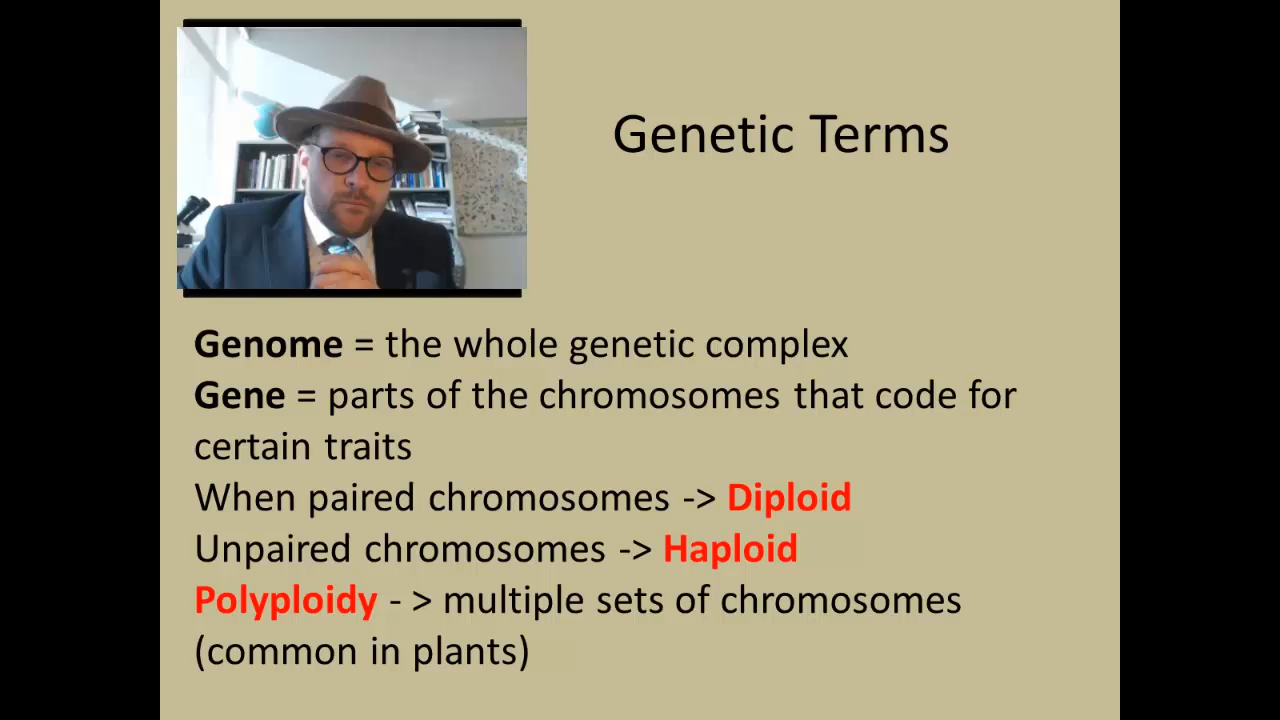 Genetic Terms
Genome = the whole genetic complex
Gene = parts of the chromosomes that code for
certain traits
When paired chromosomes -> Diploid
Unpaired chromosomes -> Haploid
Polyploidy - > multiple sets of chromosomes
(common in plants)